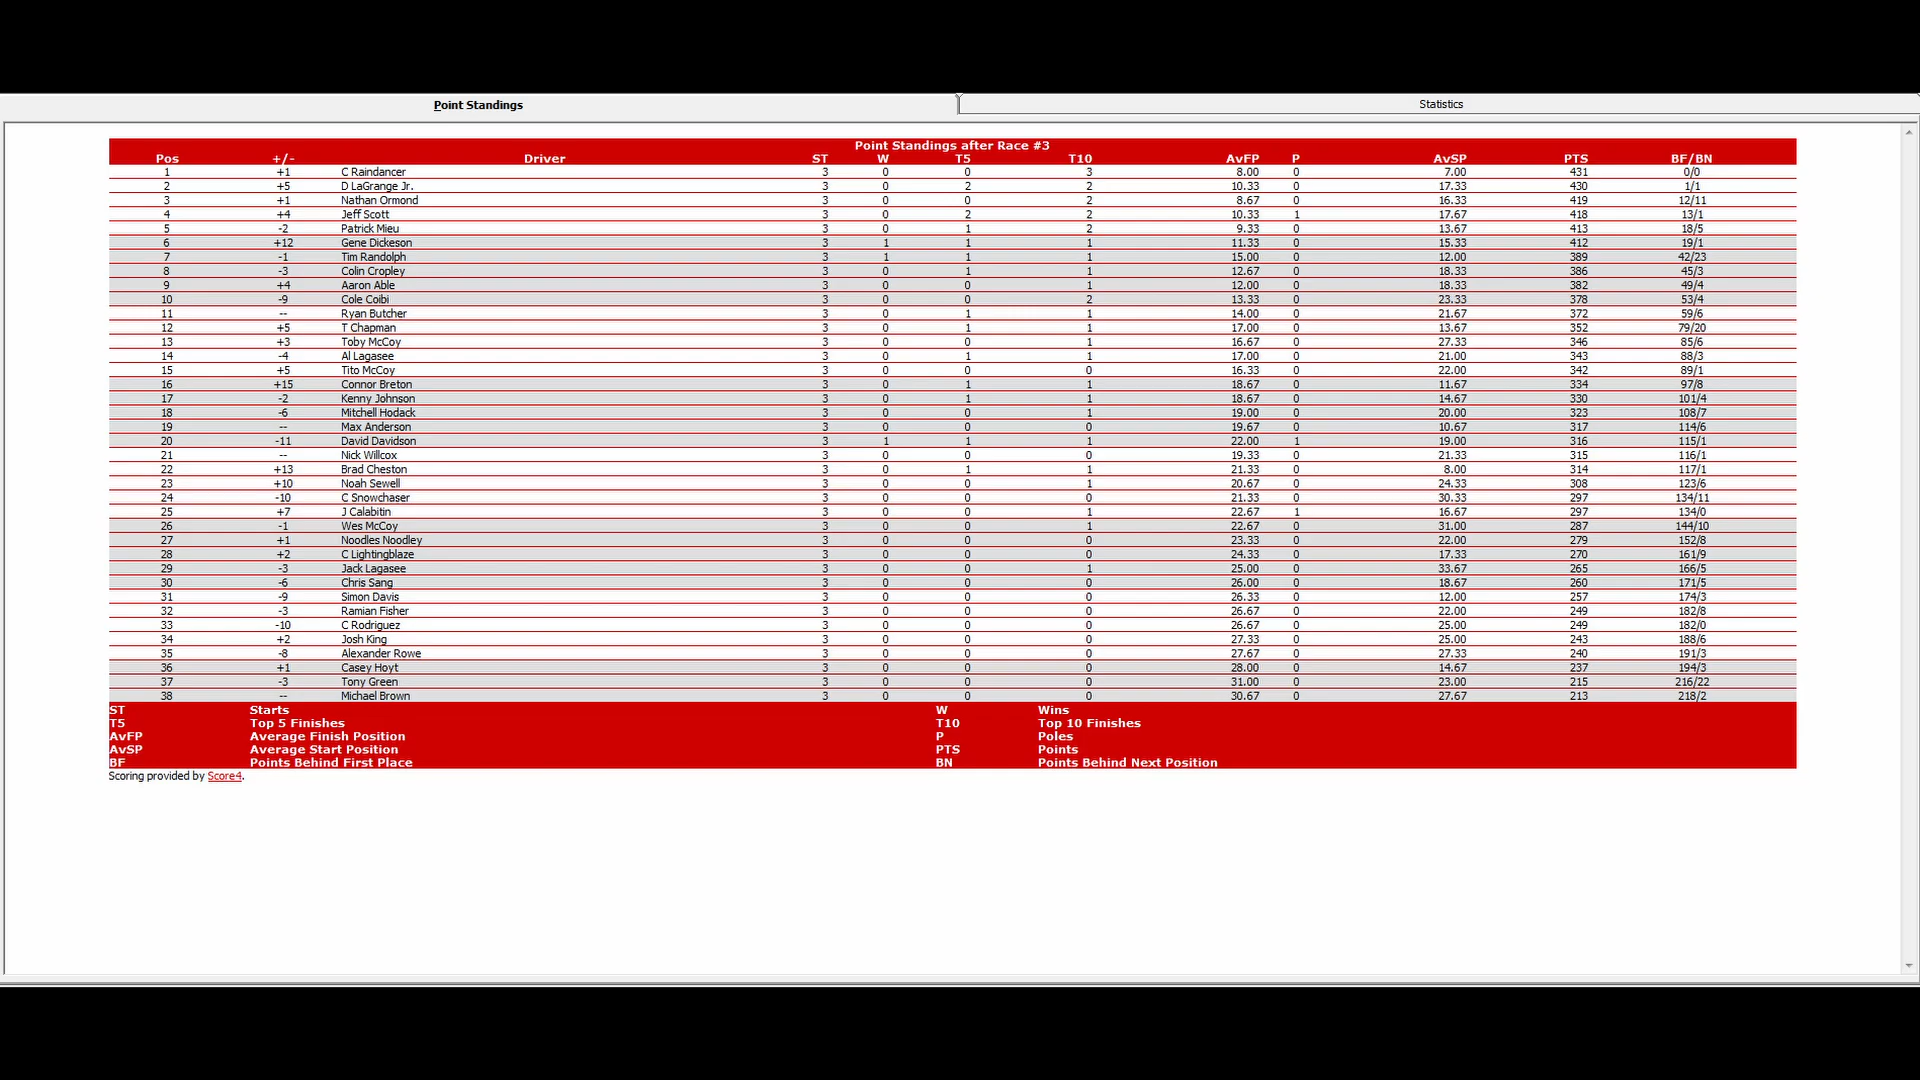 Point Standings Statistics
Point Standings after Race #3
Pos +/- Driver ST W T5 T10 AvFP P AvSP PTS BF/BN
1 +1 C Raindancer 3 0 0 3 8.00 0 7.00 431 0/0
2 +5 D LaGrange Jr. 3 0 2 2 10.33 0 17.33 430 1/1
3 +1 Nathan Ormond 3 0 0 2 8.67 0 16.33 419 12/11
4 +4 Jeff Scott 3 0 2 2 10.33 1 17.67 418 13/1
5 -2 Patrick Mieu 3 0 1 2 9.33 0 13.67 413 18/5
6 +12 Gene Dickeson 3 1 1 1 11.33 0 15.33 412 19/1
7 -1 Tim Randolph 3 1 1 1 15.00 0 12.00 389 42/23
8 -3 Colin Cropley 3 0 1 1 12.67 0 18.33 386 45/3
9 +4 Aaron Able 3 0 0 1 12.00 0 18.33 382 49/4
10 -9 Cole Coibi 3 0 0 2 13.33 0 23.33 378 53/4
11 -- Ryan Butcher 3 0 1 1 14.00 0 21.67 372 59/6
12 +5 T Chapman 3 0 1 1 17.00 0 13.67 352 79/20
13 +3 Toby McCoy 3 0 0 1 16.67 0 27.33 346 85/6
14 -4 Al Lagasee 3 0 1 1 17.00 0 21.00 343 88/3
15 +5 Tito McCoy 3 0 0 0 16.33 0 22.00 342 89/1
16 +15 Connor Breton 3 0 1 1 18.67 0 11.67 334 97/8
17 -2 Kenny Johnson 3 0 1 1 18.67 0 14.67 330 101/4
18 -6 Mitchell Hodack 3 0 0 1 19.00 0 20.00 323 108/7
19 -- Max Anderson 3 0 0 0 19.67 0 10.67 317 114/6
20 -11 David Davidson 3 1 1 1 22.00 1 19.00 316 115/1
21 -- Nick Willcox 3 0 0 0 19.33 0 21.33 315 116/1
22 +13 Brad Cheston 3 0 1 1 21.33 0 8.00 314 117/1
23 +10 Noah Sewell 3 0 0 1 20.67 0 24.33 308 123/6
24 -10 C Snowchaser 3 0 0 0 21.33 0 30.33 297 134/11
25 +7 J Calabitin 3 0 0 1 22.67 1 16.67 297 134/0
26 -1 Wes McCoy 3 0 0 1 22.67 0 31.00 287 144/10
27 +1 Noodles Noodley 3 0 0 0 23.33 0 22.00 279 152/8
28 +2 C Lightingblaze 3 0 0 0 24.33 0 17.33 270 161/9
29 -3 Jack Lagasee 3 0 0 1 25.00 0 33.67 265 166/5
30 -6 Chris Sang 3 0 0 0 26.00 0 18.67 260 171/5
31 -9 Simon Davis 3 0 0 0 26.33 0 12.00 257 174/3
32 -3 Ramian Fisher 3 0 0 0 26.67 0 22.00 249 182/8
33 -10 C Rodriguez 3 0 0 0 26.67 0 25.00 249 182/0
34 +2 Josh King 3 0 0 0 27.33 0 25.00 243 188/6
35 -8 Alexander Rowe 3 0 0 0 27.67 0 27.33 240 191/3
36 +1 Casey Hoyt 3 0 0 0 28.00 0 14.67 237 194/3
37 -3 Tony Green 3 0 0 0 31.00 0 23.00 215 216/22
38 -- Michael Brown 3 0 0 0 30.67 0 27.67 213 218/2
ST Starts W Wins
T5 Top 5 Finishes T10 Top 10 Finishes
AvFP Average Finish Position P Poles
AvSP Average Start Position PTS Points
BF Points Behind First Place BN Points Behind Next Position
Scoring provided by Score4.